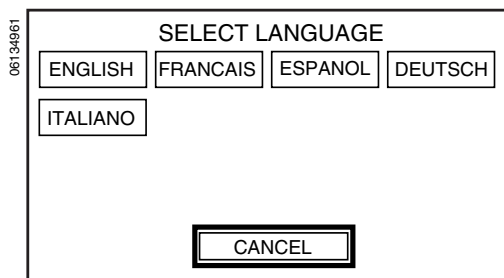 06134961
SELECT LANGUAGE
ENGLISH FRANCAIS ESPANOL DEUTSCH
ITALIANO
CANCEL